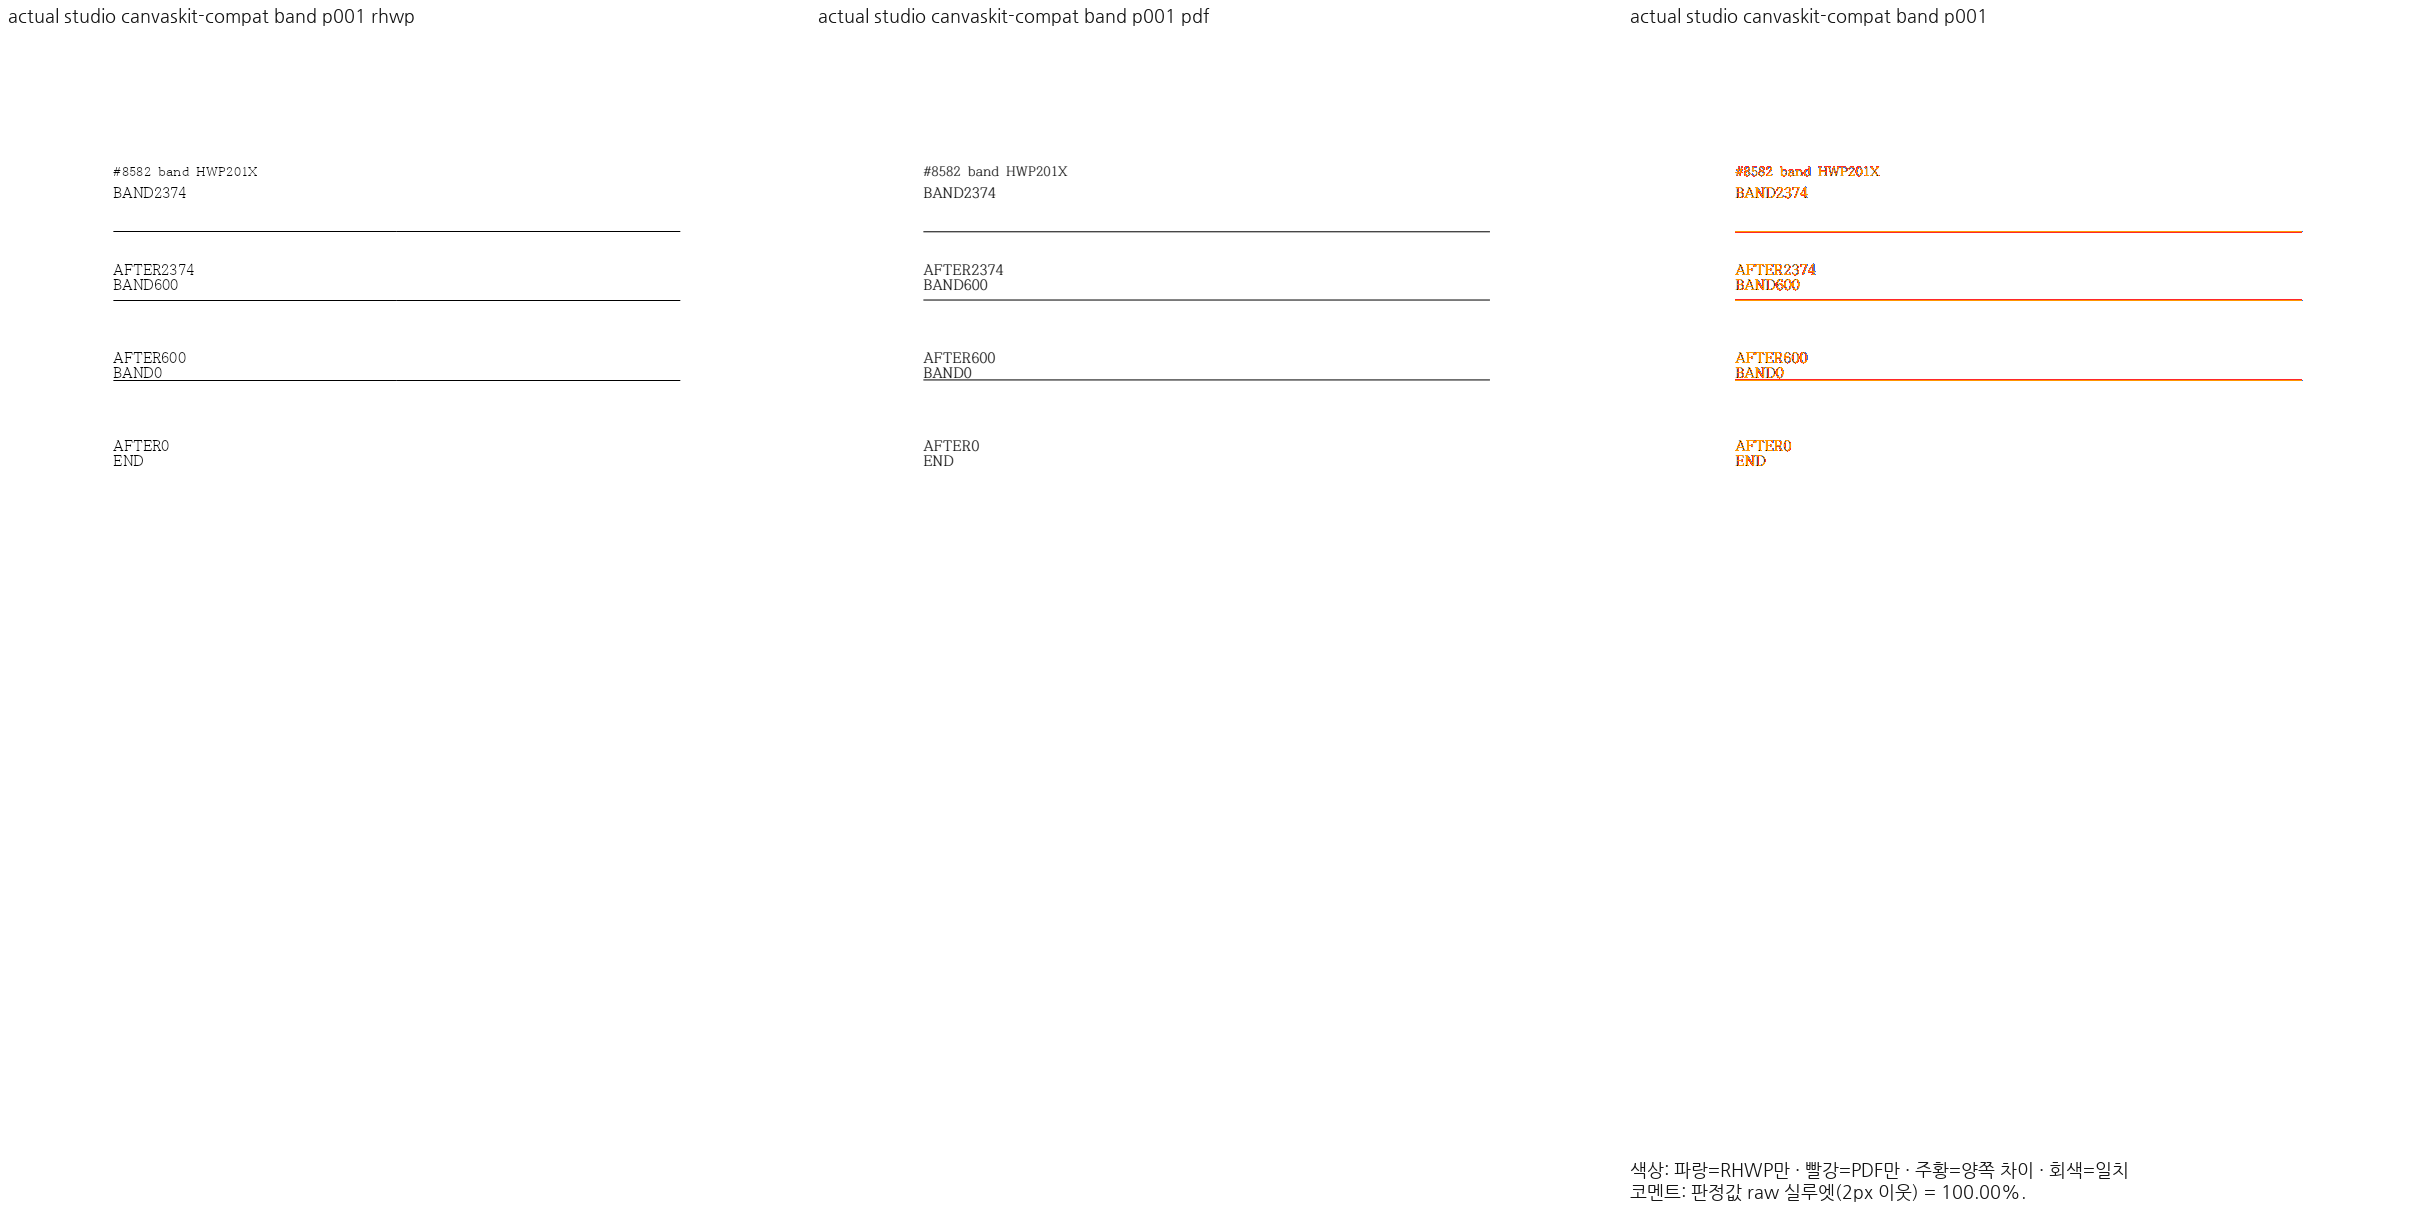 actual studio canvaskit-compat band p001 rhwp
#8582 band HWP201X
BAND2374
AFTER2374
BAND600
AFTER600
BAND0
AFTER0
END
actual studio canvaskit-compat band p001 pdf
#8582 band HWP201X
BAND2374
AFTER2374
BAND600
AFTER600
BAND0
AFTER0
END
actual studio canvaskit-compat band p001
#8582 band HWP201X
BAND2374
AFTER2374
BAND600
AFTER600
BAND0
AFTER0
END
색상: 파랑=RHWP만 · 빨강=PDF만 · 주황=양쪽 차이 · 회색=일치
코멘트: 판정값 raw 실루엣(2px 이웃) = 100.00%.